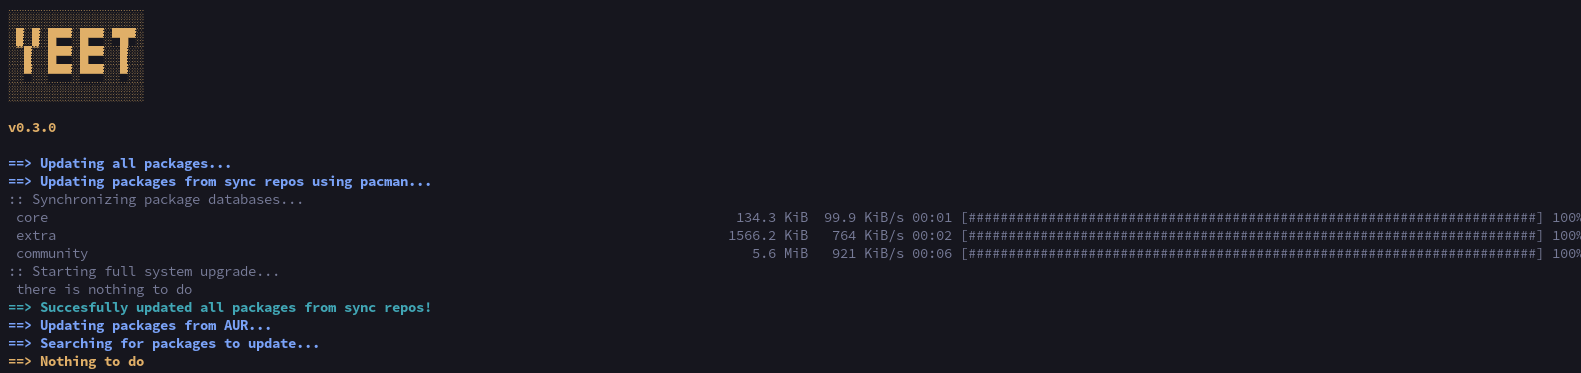 YEET
v0.3.0
==> Updating all packages...
==> Updating packages from sync repos using pacman...
:: Synchronizing package databases...
core 134.3 KiB 99.9 KiB/s 00:01 [#######################################################################] 100%
extra 1566.2 KiB 764 KiB/s 00:02 [#######################################################################] 100%
community 5.6 MiB 921 KiB/s 00:06 [#######################################################################] 100%
:: Starting full system upgrade...
there is nothing to do
==> Succesfully updated all packages from sync repos!
==> Updating packages from AUR...
==> Searching for packages to update...
==> Nothing to do